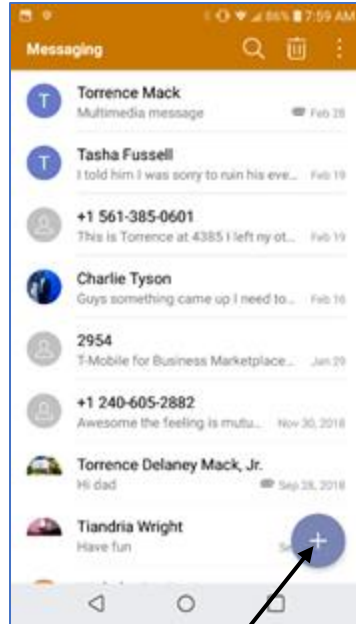 86% 7:59 AM
Messaging
T Torrence Mack
Multimedia message Feb 28
T Tasha Fussell
I told him I was sorry to ruin his eve... Feb 19
+1 561-385-0601
This is Torrence at 4385 I left ny ot... Feb 19
Charlie Tyson
Guys something came up I need to... Feb 16
2954
T-Mobile for Business Marketplace... Jan 29
+1 240-605-2882
Awesome the feeling is mutu... Nov 30, 2018
Torrence Delaney Mack, Jr.
Hi dad Sep 28, 2018
Tiandria Wright
Have fun